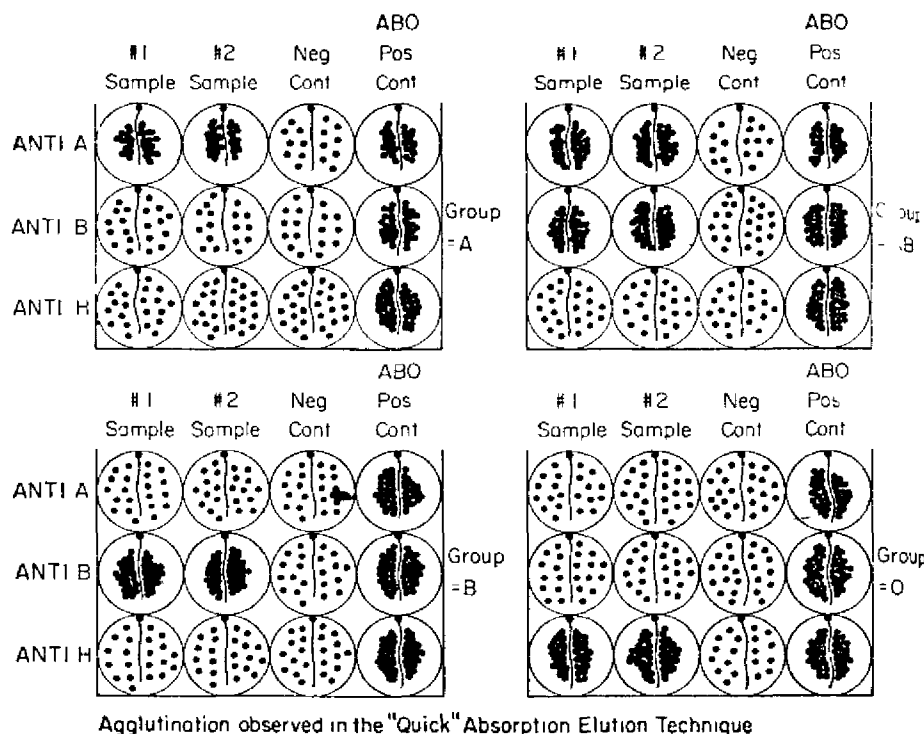 ABO
ABO
#1 #2 Neg Pos
#1 #2 Neg Pos
Sample Sample Cont Cont
Sample Sample Cont Cont
ANTI A
ANTI B
Group
=A
ANTI H
ABO
ABO
#1 #2 Neg Pos
#1 #2 Neg Pos
Sample Sample Cont Cont
Sample Sample Cont Cont
ANTI A
ANTI B
Group
=B
Group
=O
ANTI H
Agglutination observed in the "Quick" Absorption Elution Technique